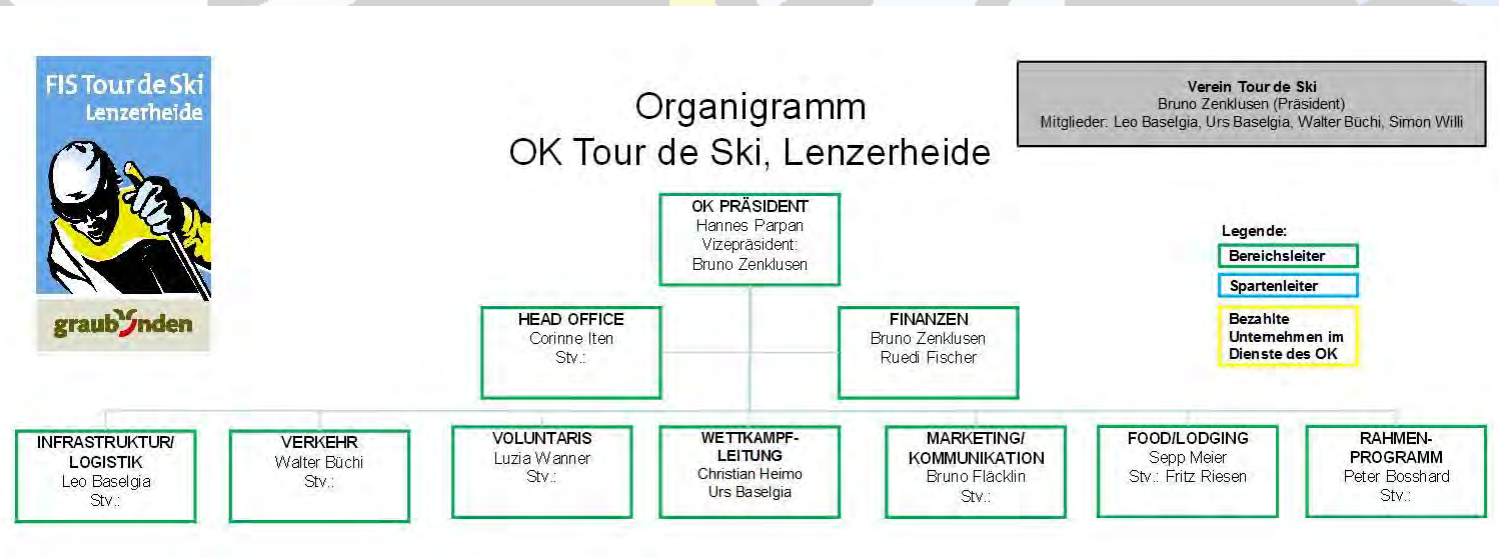 FIS Tour de Ski
Lenzerheide
graubünden
Organigramm
OK Tour de Ski, Lenzerheide
Verein Tour de Ski
Bruno Zenklusen (Präsident)
Mitglieder: Leo Baselgia, Urs Baselgia, Walter Büchi, Simon Willi
OK PRÄSIDENT
Hannes Parpan
Vizepräsident:
Bruno Zenklusen
Legende:
Bereichsleiter
Spartenleiter
Bezahlte
Unternehmen im
Dienste des OK
HEAD OFFICE
Corinne Iten
Stv.:
FINANZEN
Bruno Zenklusen
Ruedi Fischer
INFRASTRUKTUR/
LOGISTIK
Leo Baselgia
Stv.:
VERKEHR
Walter Büchi
Stv.:
VOLUNTARIS
Luzia Wanner
Stv.:
WETTKAMPF-
LEITUNG
Christian Heimo
Urs Baselgia
MARKETING/
KOMMUNIKATION
Bruno Fläcklin
Stv.:
FOOD/LODGING
Sepp Meier
Stv.: Fritz Riesen
RAHMEN-
PROGRAMM
Peter Bosshard
Stv.: